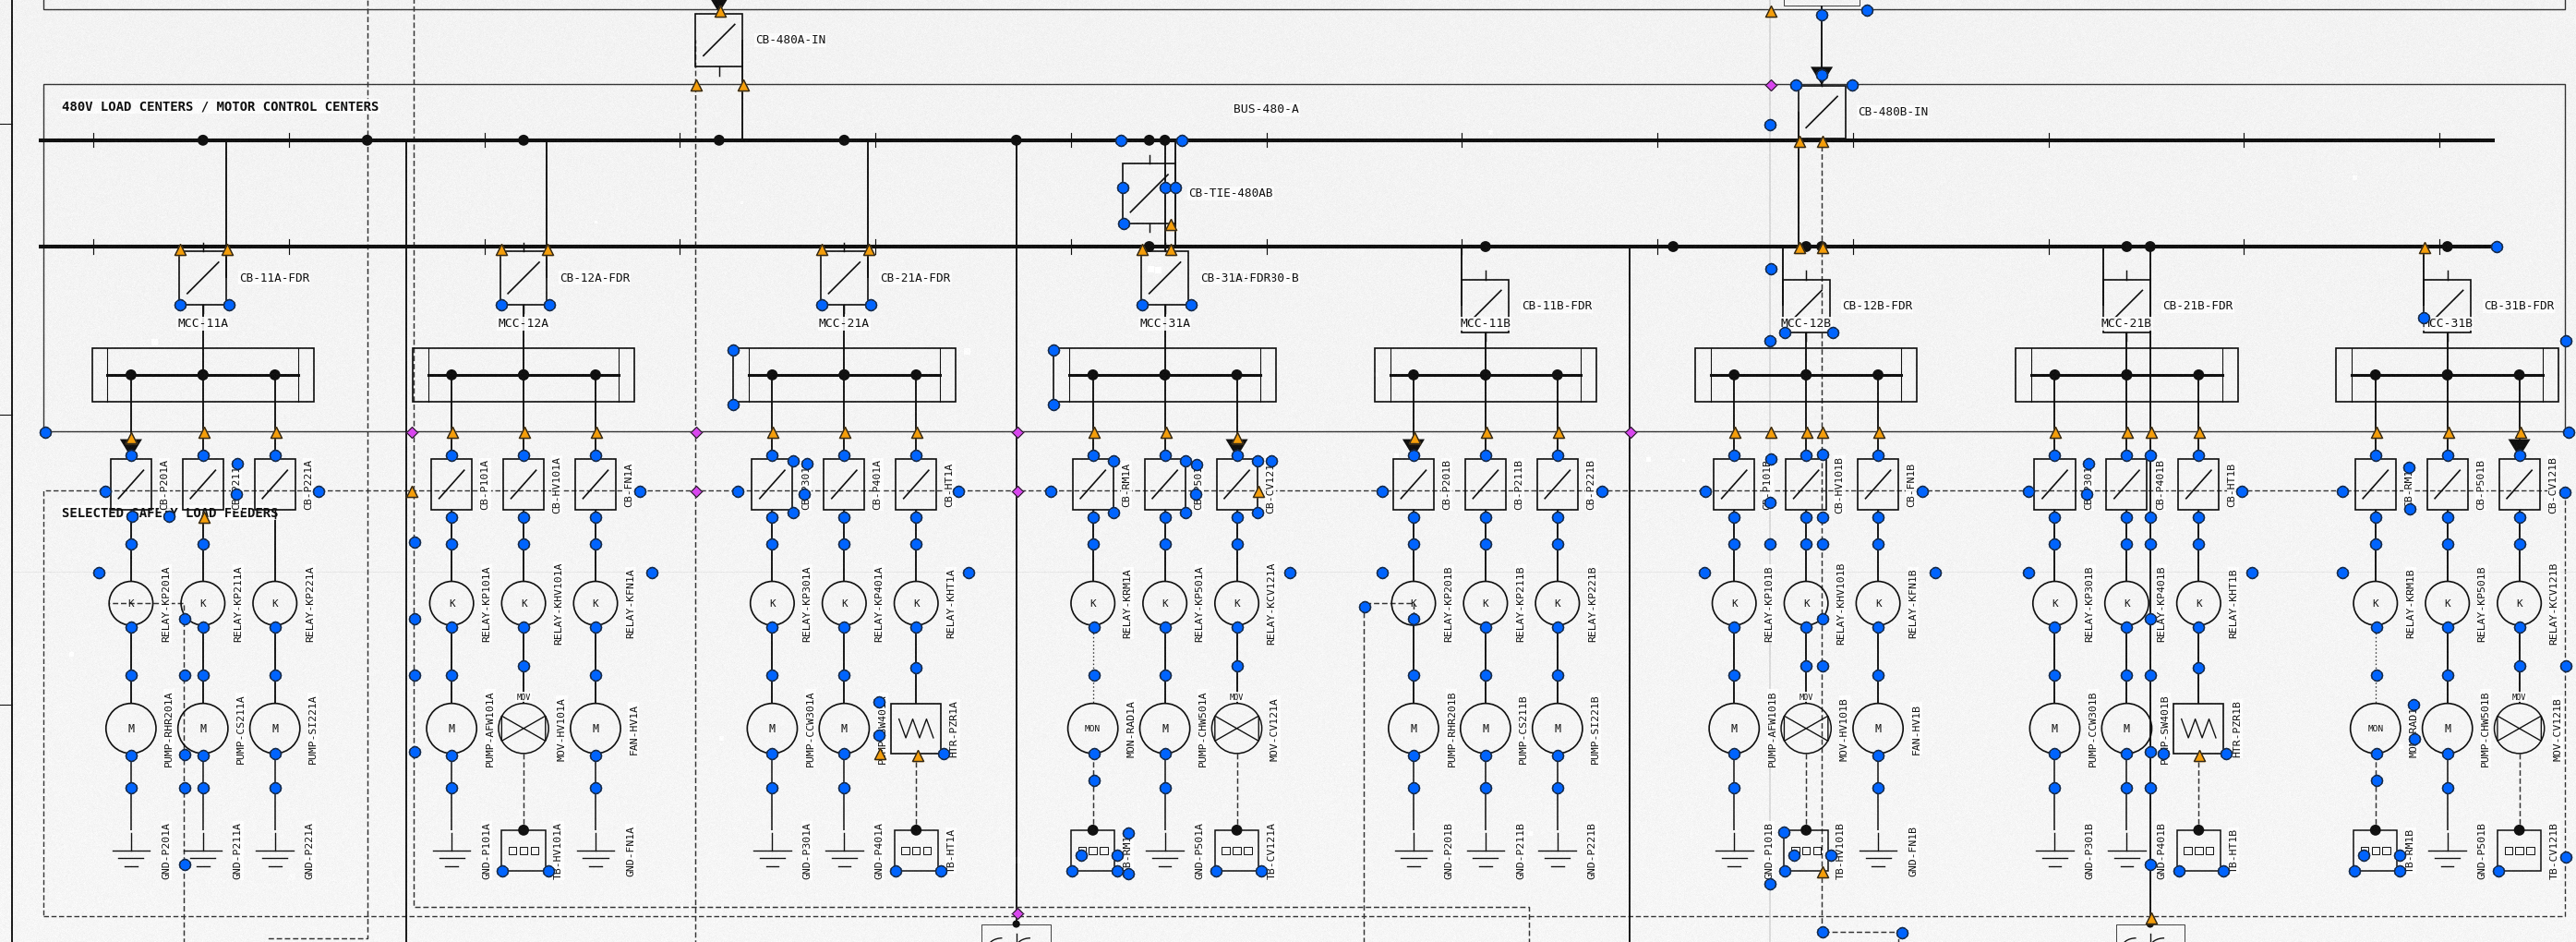 CB-480A-IN
480V LOAD CENTERS / MOTOR CONTROL CENTERS
BUS-480-A
CB-480B-IN
CB-TIE-480AB
CB-11A-FDR
CB-12A-FDR
CB-21A-FDR
CB-31A-FDR30-B
CB-11B-FDR
CB-12B-FDR
CB-21B-FDR
CB-31B-FDR
MCC-11A
MCC-12A
MCC-21A
MCC-31A
MCC-11B
MCC-12B
MCC-21B
MCC-31B
CB-P201A
CB-P221A
CB-P101A
CB-HV101A
CB-FN1A
CB-P401A
CB-HT1A
CB-RM1A
CB-CV121A
CB-P201B
CB-P211B
CB-P221B
CB-P101B
CB-HV101B
CB-FN1B
CB-P401B
CB-HT1B
CB-P501B
CB-CV121B
SELECTED SAFETY LOAD FEEDERS
K
RELAY-KP201A
K
RELAY-KP211A
K
RELAY-KP221A
K
RELAY-KP101A
K
RELAY-KHV101A
K
RELAY-KFN1A
K
RELAY-KP301A
K
RELAY-KP401A
K
RELAY-KHT1A
K
RELAY-KRM1A
K
RELAY-KP501A
K
RELAY-KCV121A
K
RELAY-KP201B
K
RELAY-KP211B
K
RELAY-KP221B
K
RELAY-KP101B
K
RELAY-KHV101B
K
RELAY-KFN1B
K
RELAY-KP301B
K
RELAY-KP401B
K
RELAY-KHT1B
K
RELAY-KRM1B
K
RELAY-KP501B
K
RELAY-KCV121B
M
PUMP-RHR201A
M
PUMP-CS211A
M
PUMP-SI221A
M
PUMP-AFW101A
MOV
MOV-HV101A
M
FAN-HV1A
M
PUMP-CCW301A
M
HTR-PZR1A
MON
MON-RAD1A
M
PUMP-CHW501A
MOV
MOV-CV121A
M
PUMP-RHR201B
M
PUMP-CS211B
M
PUMP-SI221B
M
PUMP-AFW101B
MOV
MOV-HV101B
M
FAN-HV1B
M
PUMP-CCW301B
M
PUMP-SW401B
HTR-PZR1B
MON
M
PUMP-CHW501B
MOV
MOV-CV121B
GND-P201A
GND-P211A
GND-P221A
GND-P101A
TB-HV101A
GND-FN1A
GND-P301A
GND-P401A
TB-HT1A
GND-P501A
TB-CV121A
GND-P201B
GND-P211B
GND-P221B
GND-P101B
TB-HV101B
GND-FN1B
GND-P301B
GND-P401B
TB-HT1B
TB-RM1B
GND-P501B
TB-CV121B